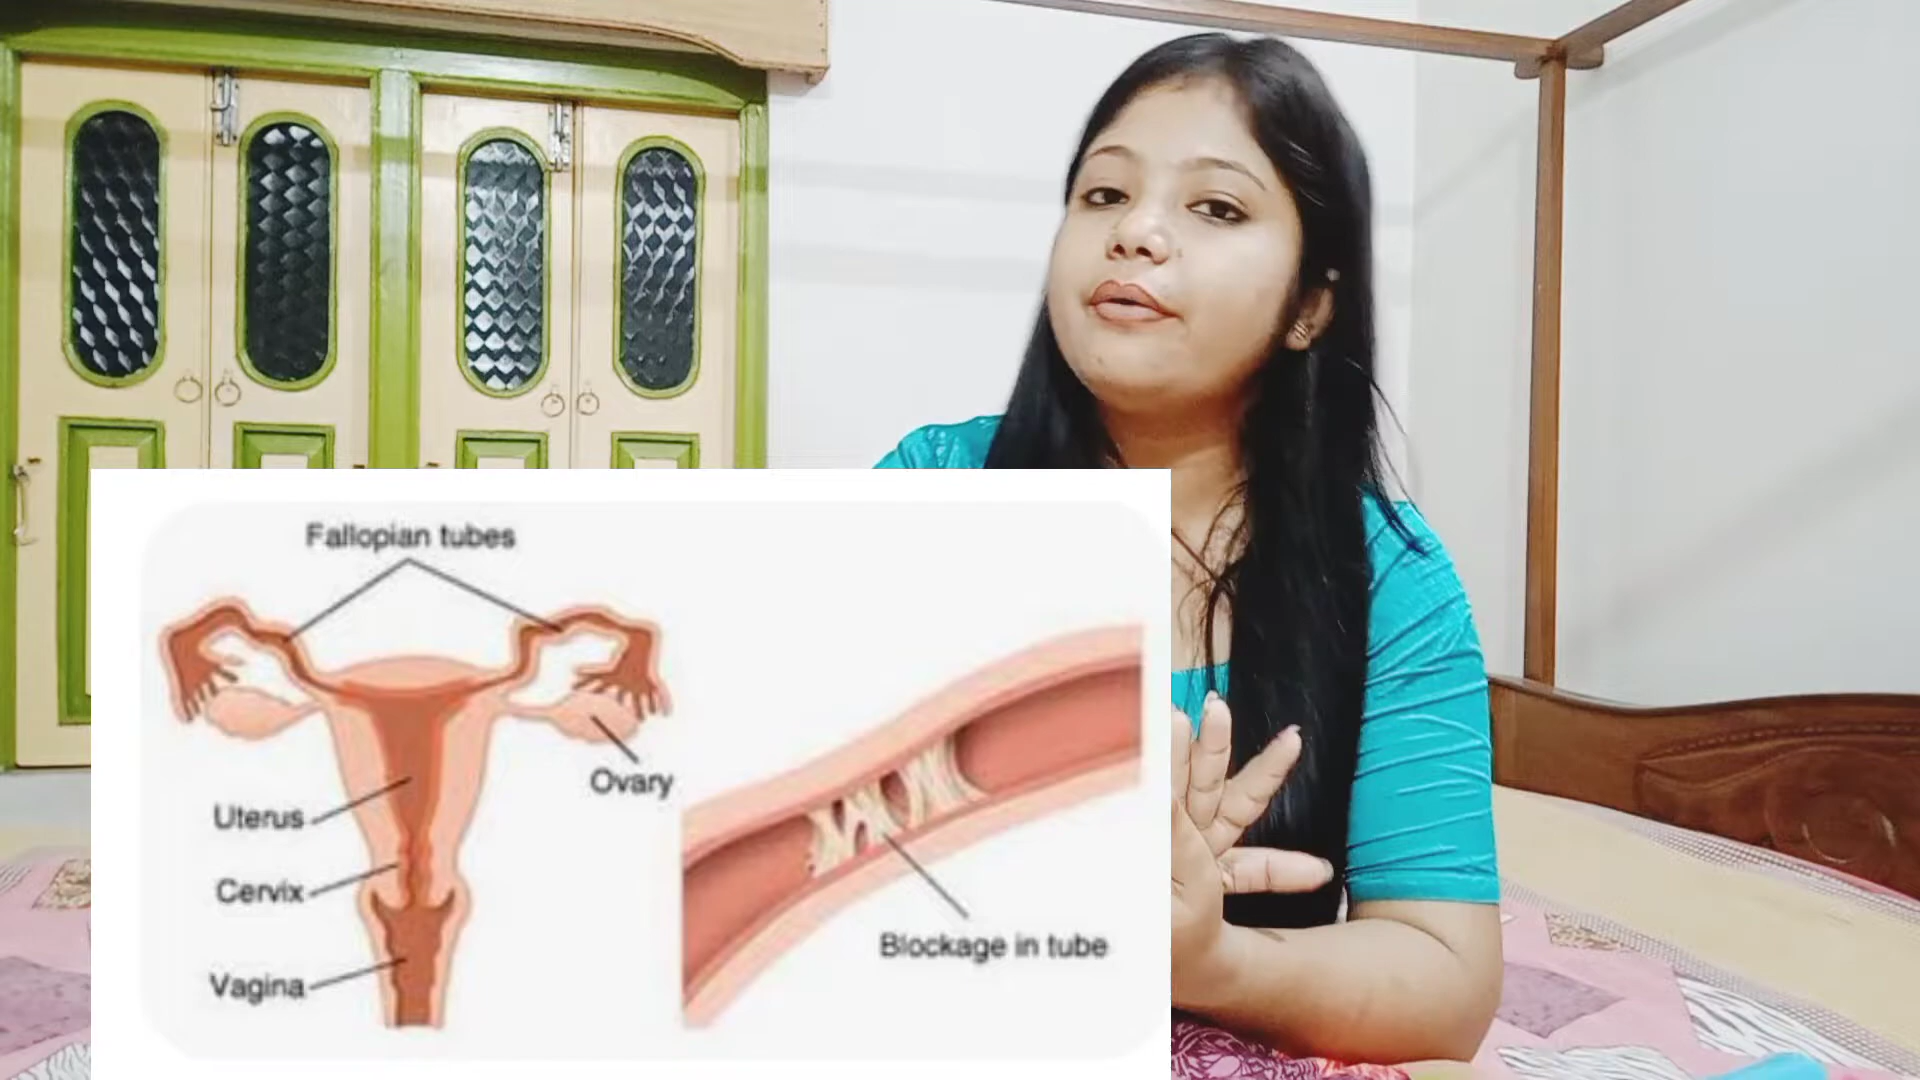 Fallopian tubes
Ovary
Uterus
Cervix
Blockage in tube
Vagina